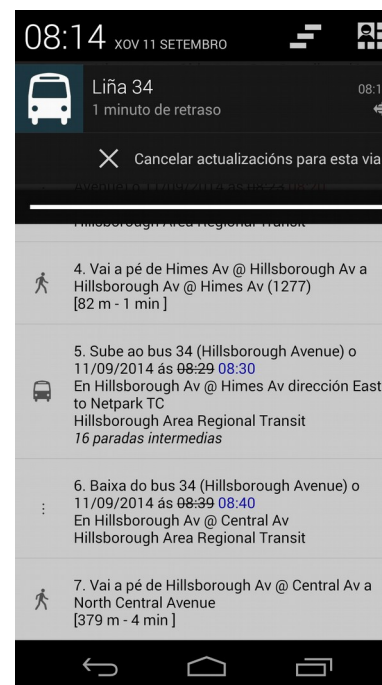 08:14 XOV 11 SETEMBRO
Liña 34
08:1
1 minuto de retraso
Cancelar actualizacións para esta via
Hillsborough Area Regional Transit
4. Vai a pé de Himes Av @ Hillsborough Av a
Hillsborough Av @ Himes Av (1277)
[82 m - 1 min ]
5. Sube ao bus 34 (Hillsborough Avenue) o
11/09/2014 ás 08:29 08:30
En Hillsborough Av @ Himes Av dirección East
to Netpark TC
Hillsborough Area Regional Transit
16 paradas intermedias
6. Baixa do bus 34 (Hillsborough Avenue) o
11/09/2014 ás 08:39 08:40
En Hillsborough Av @ Central Av
Hillsborough Area Regional Transit
7. Vai a pé de Hillsborough Av @ Central Av a
North Central Avenue
[379 m - 4 min ]